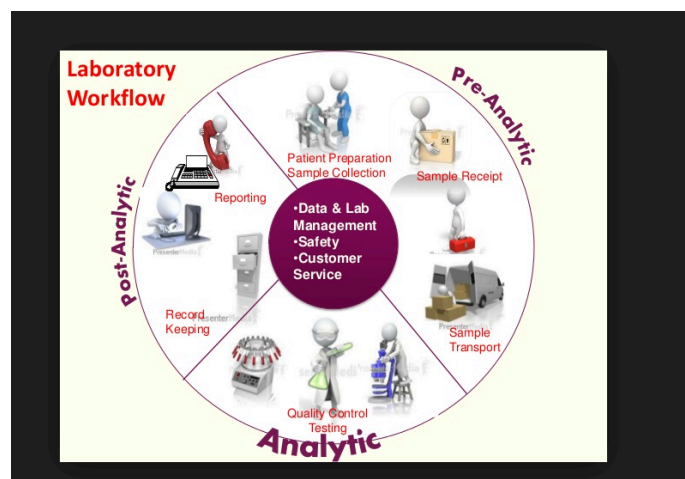 Laboratory
Workflow
Pre-Analytic
Patient Preparation
Sample Collection
Sample Receipt
Reporting
•Data & Lab
Management
•Safety
•Customer
Service
Post-Analytic
Record
Keeping
Sample
Transport
Quality Control
Testing
Analytic